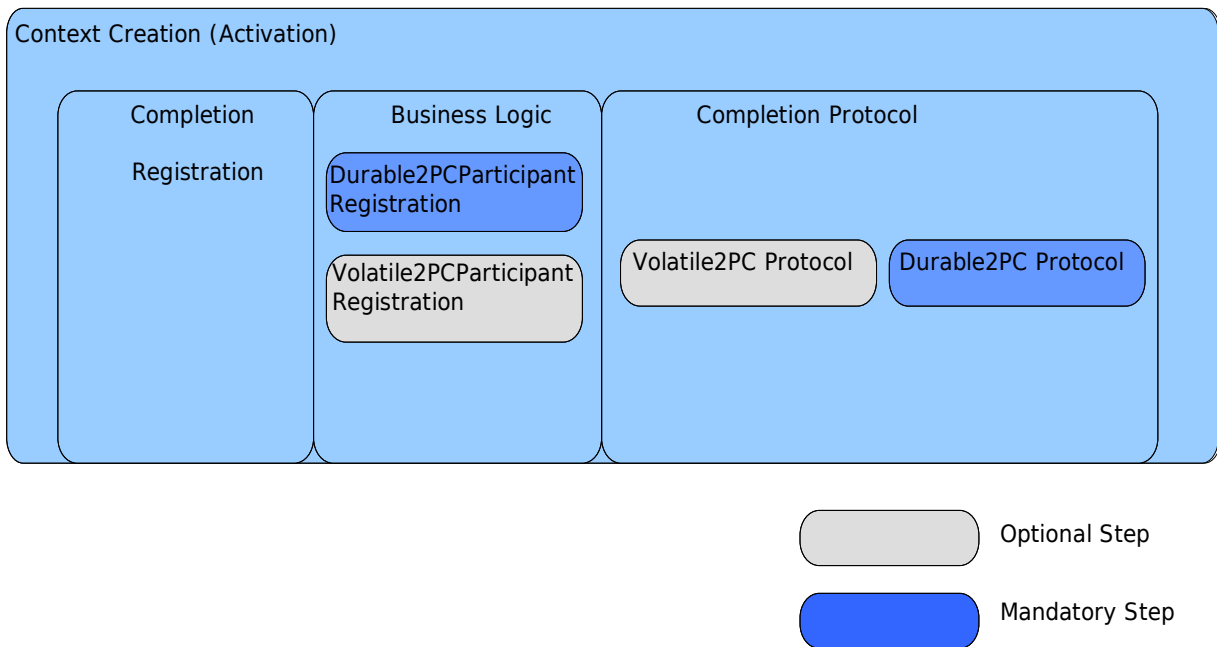 Context Creation (Activation)
Completion
Registration
Business Logic
Durable2PCParticipant
Registration
Volatile2PCParticipant
Registration
Completion Protocol
Volatile2PC Protocol
Durable2PC Protocol
Optional Step
Mandatory Step